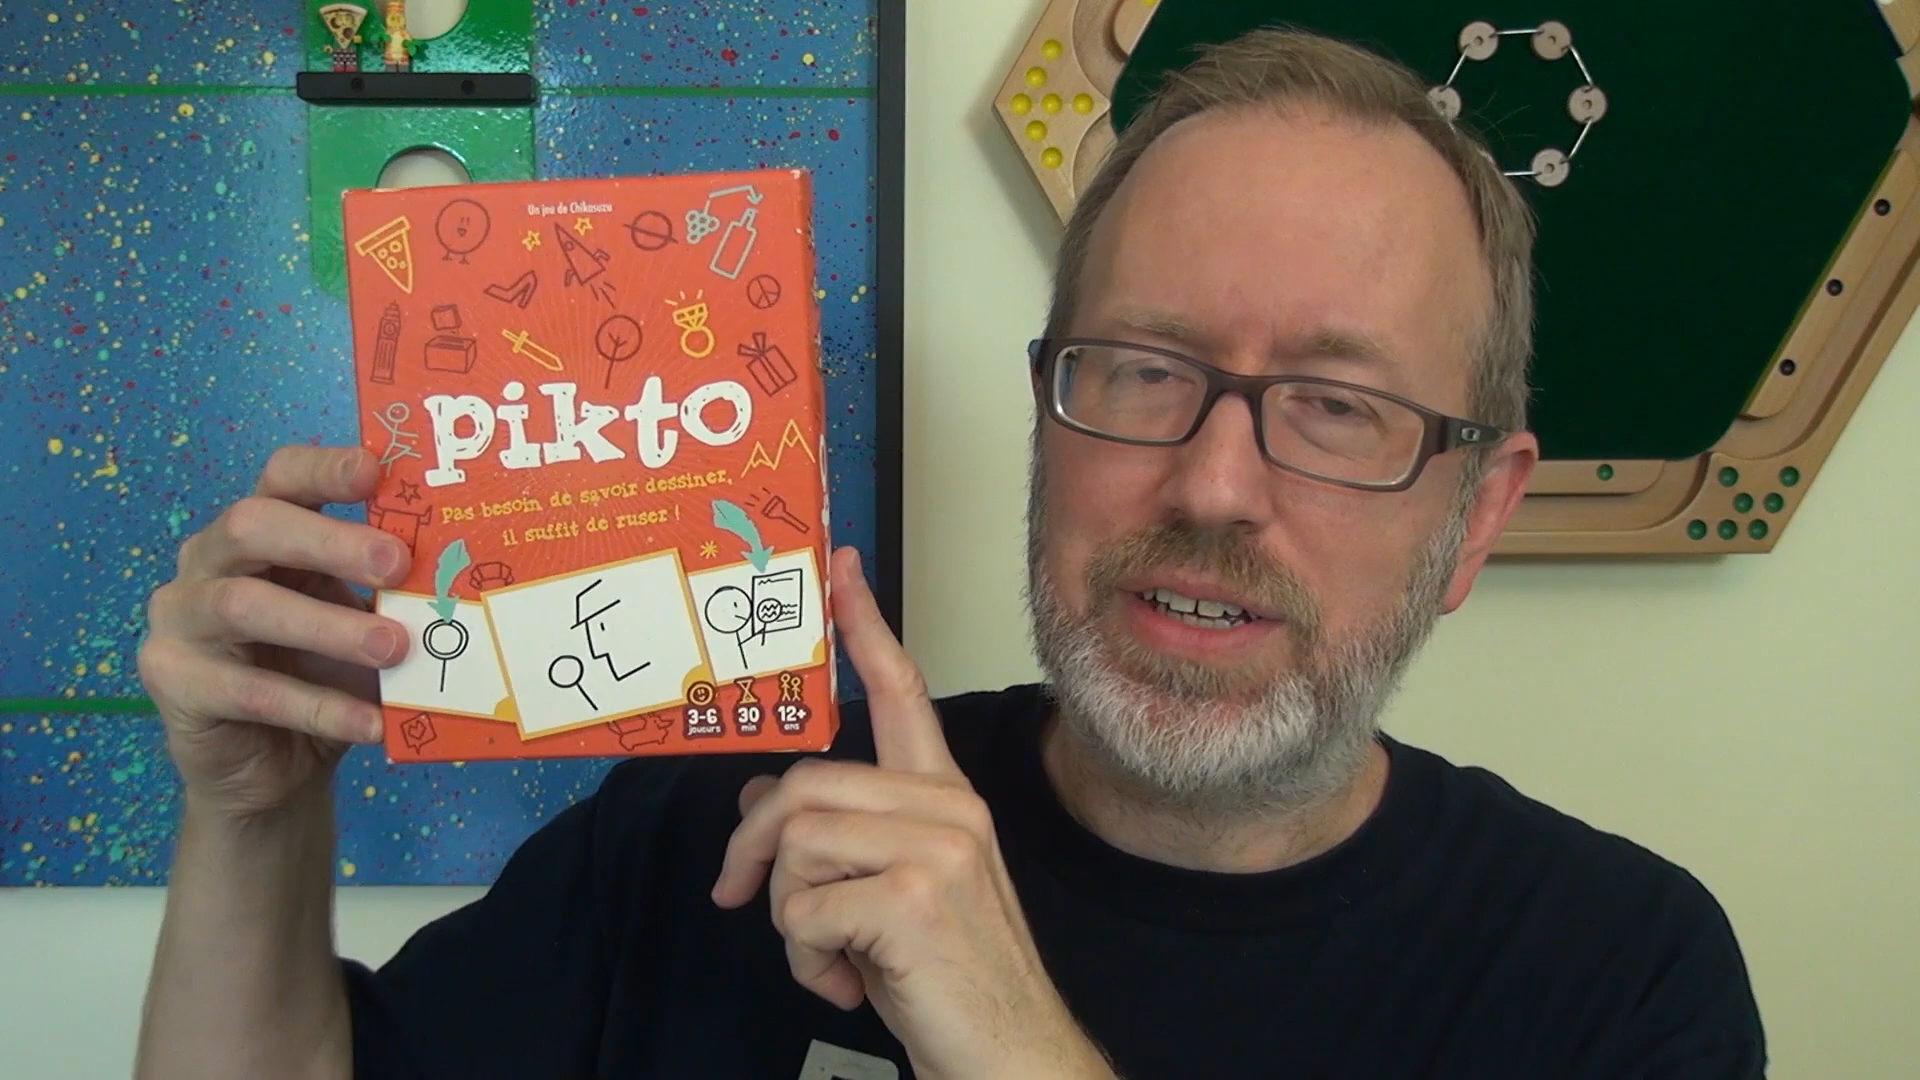 Un jeu de Chikasuzu
pikto
Pas besoin de savoir dessiner,
il suffit de ruser !
3-6
joueurs
30
min
12+
ans